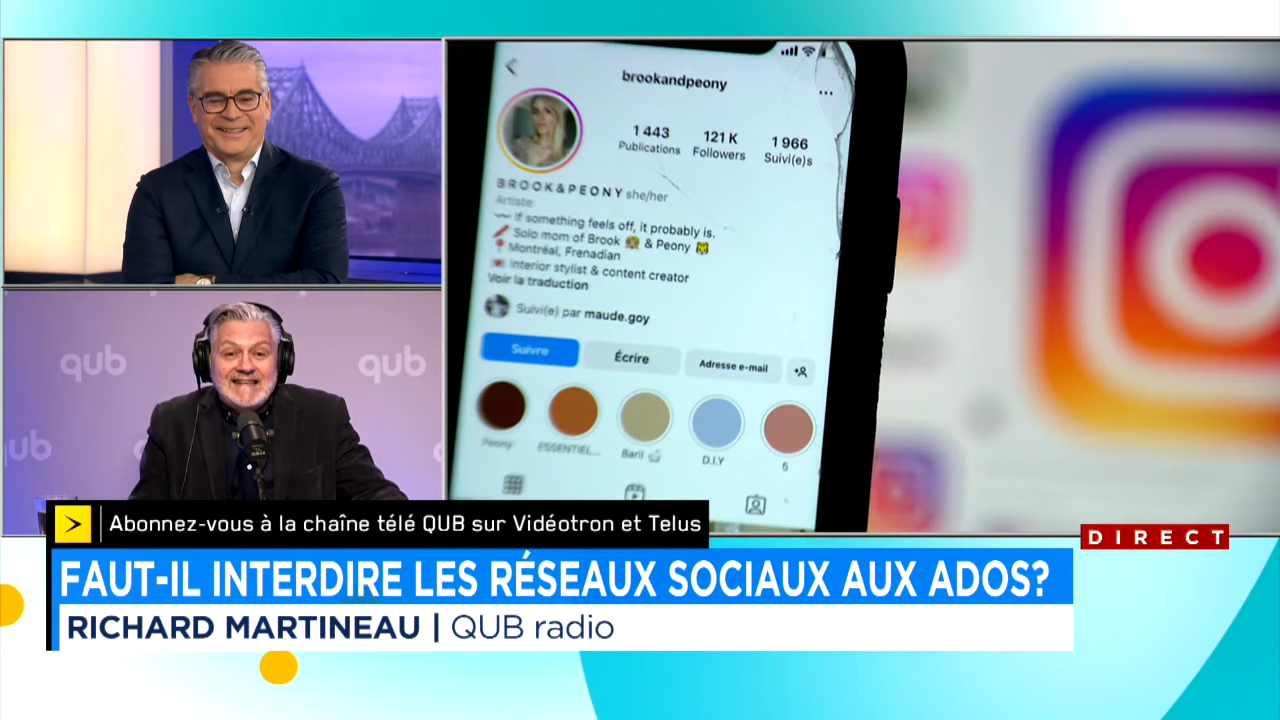 brookandpeony
1 443
Publications
121 K
Followers
1 966
Suivi(e)s
BROOK&PEONY she/her
Artiste
If something feels off, it probably is.
Solo mom of Brook & Peony
Montréal, Frenadian
Interior stylist & content creator
Voir la traduction
Suivi(e) par maude.goy
Suivre
Écrire
Adresse e-mail
Peony
ESSENTIEL...
Baril
D.I.Y
qub
qub
qub
Abonnez-vous à la chaîne télé QUB sur Vidéotron et Telus
DIRECT
FAUT-IL INTERDIRE LES RÉSEAUX SOCIAUX AUX ADOS?
RICHARD MARTINEAU | QUB radio